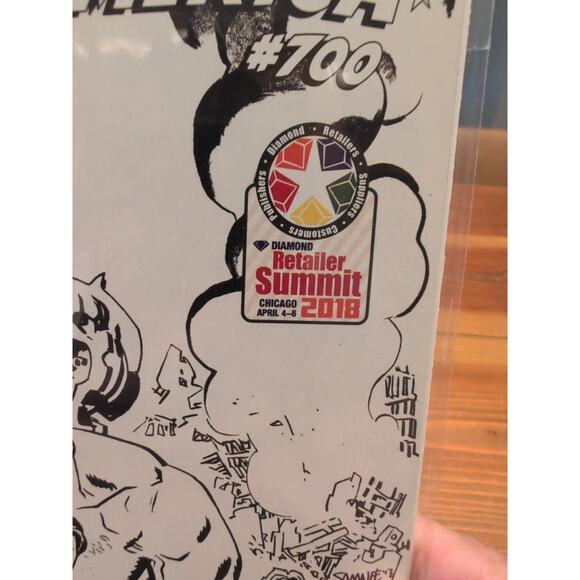 #700
Diamond • Retailers • Suppliers • Customers • Publishers •
DIAMOND
Retailer
Summit
CHICAGO
APRIL 4–6
2018